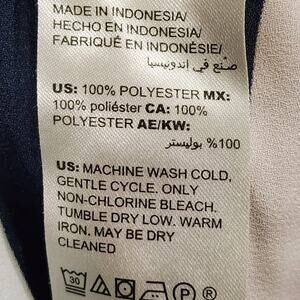 MADE IN INDONESIA/
HECHO EN INDONESIA/
FABRIQUÉ EN INDONÉSIE/
صنع في اندونيسيا
US: 100% POLYESTER MX:
100% poliéster CA: 100%
POLYESTER AE/KW:
100% بوليستر
US: MACHINE WASH COLD,
GENTLE CYCLE. ONLY
NON-CHLORINE BLEACH.
TUMBLE DRY LOW. WARM
IRON. MAY BE DRY
CLEANED
30 P